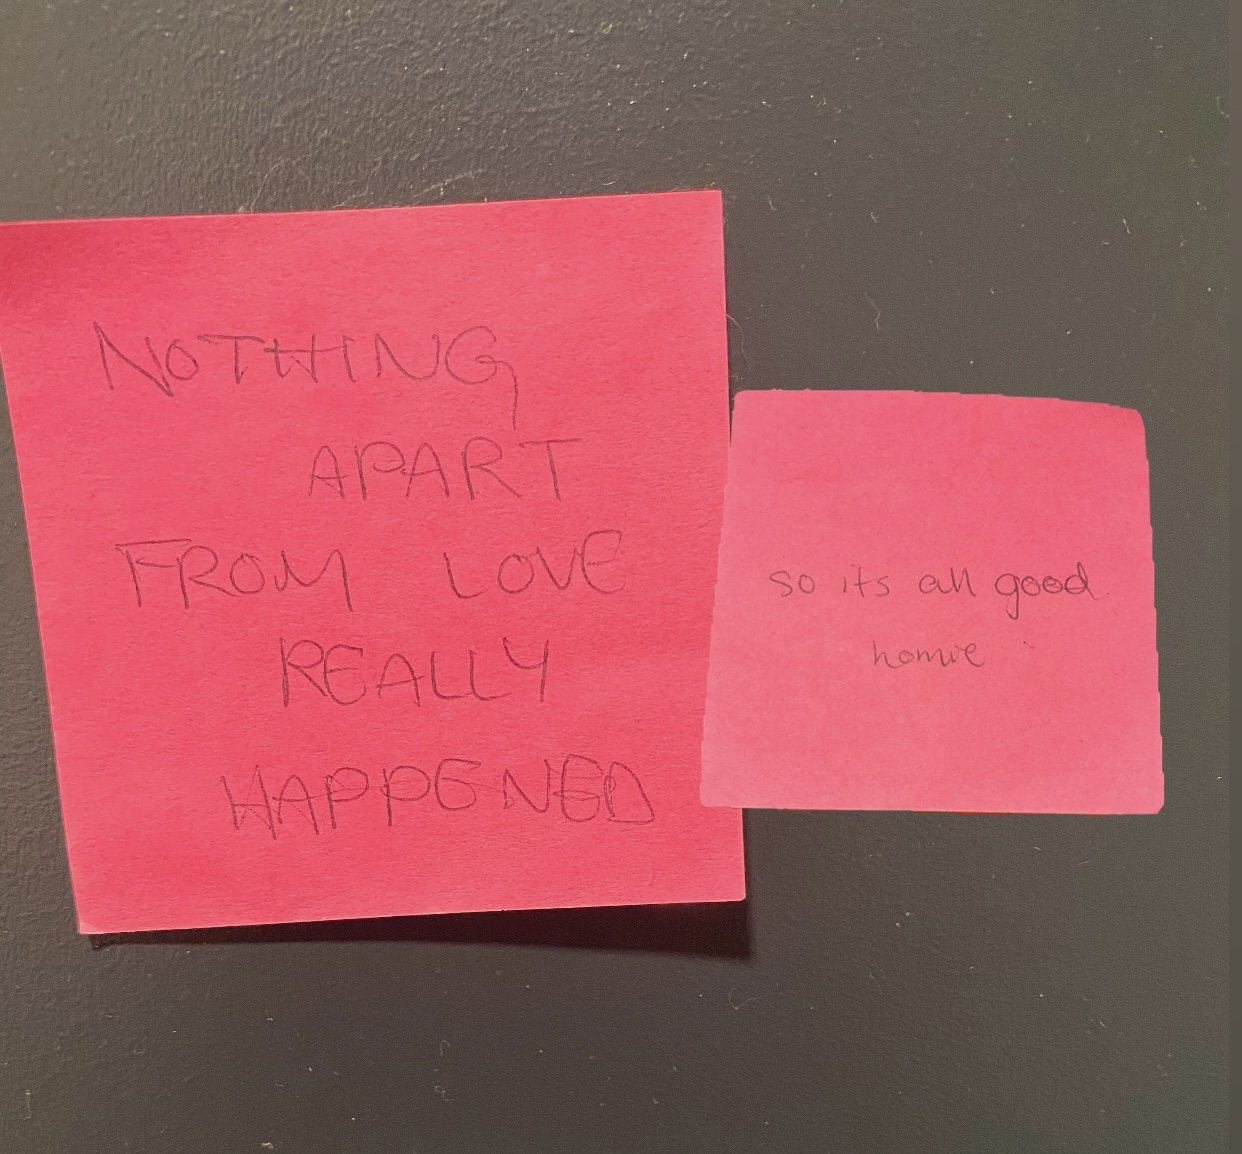 NOTHING
APART
FROM LOVE
REALLY
HAPPENED
so its all good
homie